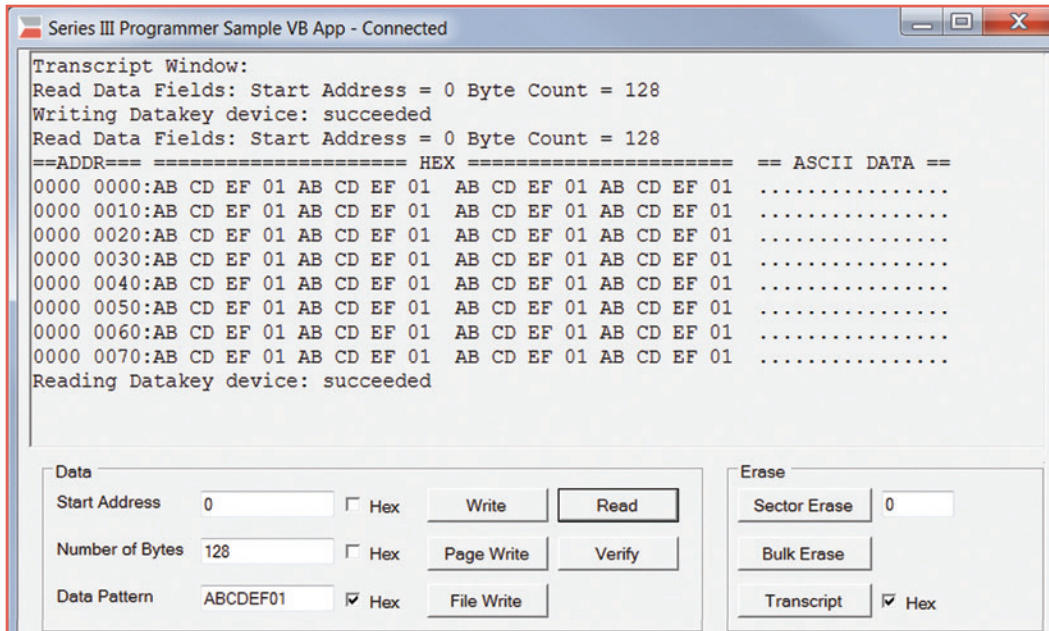 Series III Programmer Sample VB App - Connected
Transcript Window:
Read Data Fields: Start Address = 0 Byte Count = 128
Writing Datakey device: succeeded
Read Data Fields: Start Address = 0 Byte Count = 128
==ADDR=== ===================== HEX ====================== == ASCII DATA ==
0000 0000:AB CD EF 01 AB CD EF 01 AB CD EF 01 AB CD EF 01 ................
0000 0010:AB CD EF 01 AB CD EF 01 AB CD EF 01 AB CD EF 01 ................
0000 0020:AB CD EF 01 AB CD EF 01 AB CD EF 01 AB CD EF 01 ................
0000 0030:AB CD EF 01 AB CD EF 01 AB CD EF 01 AB CD EF 01 ................
0000 0040:AB CD EF 01 AB CD EF 01 AB CD EF 01 AB CD EF 01 ................
0000 0050:AB CD EF 01 AB CD EF 01 AB CD EF 01 AB CD EF 01 ................
0000 0060:AB CD EF 01 AB CD EF 01 AB CD EF 01 AB CD EF 01 ................
0000 0070:AB CD EF 01 AB CD EF 01 AB CD EF 01 AB CD EF 01 ................
Reading Datakey device: succeeded
Data
Start Address 0 Hex Write Read
Number of Bytes 128 Hex Page Write Verify
Data Pattern ABCDEF01 Hex File Write
Erase
Sector Erase 0
Bulk Erase
Transcript Hex